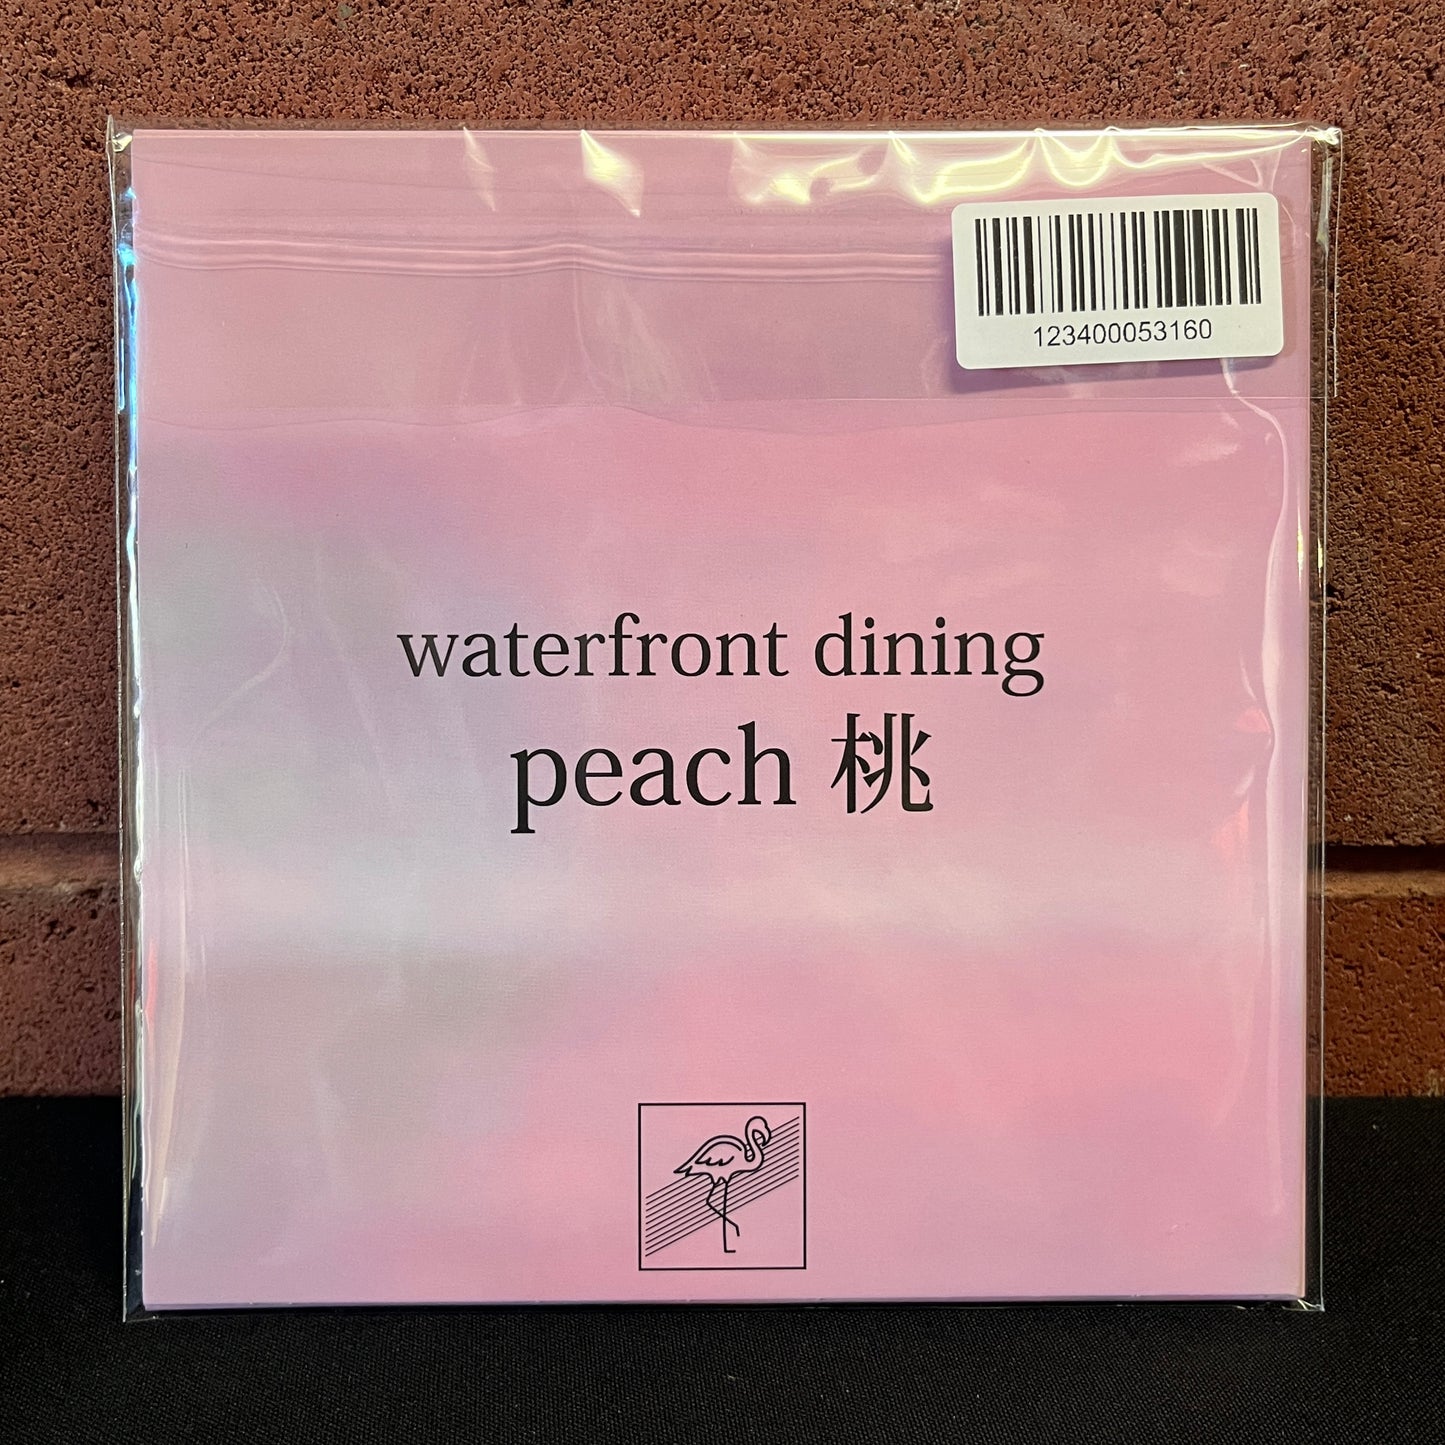 123400053160
waterfront dining
peach 桃